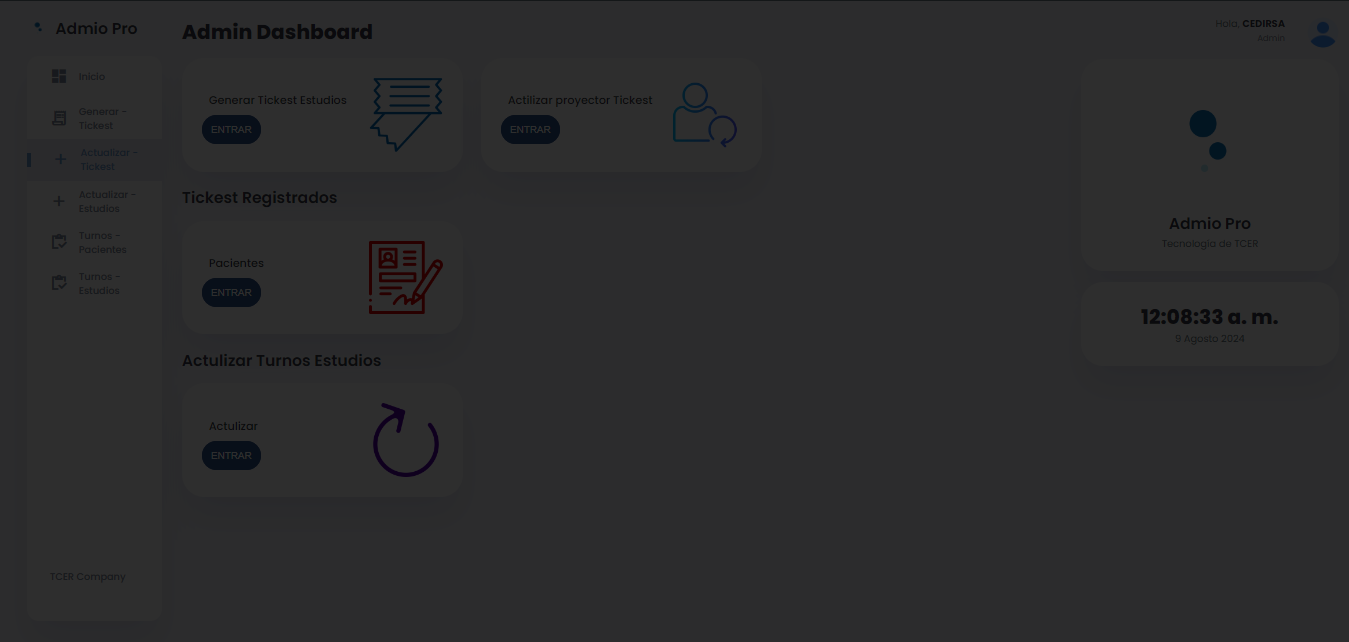 Admio Pro
Admin Dashboard
Hola, CEDIRSA
Admin
Inicio
Generar -
Tickest
Actualizar -
Tickest
Actualizar -
Estudios
Turnos -
Pacientes
Turnos -
Estudios
TCER Company
Generar Tickest Estudios
ENTRAR
Actilizar proyector Tickest
ENTRAR
Tickest Registrados
Pacientes
ENTRAR
Actulizar Turnos Estudios
Actulizar
ENTRAR
Admio Pro
Tecnología de TCER
12:08:33 a. m.
9 Agosto 2024